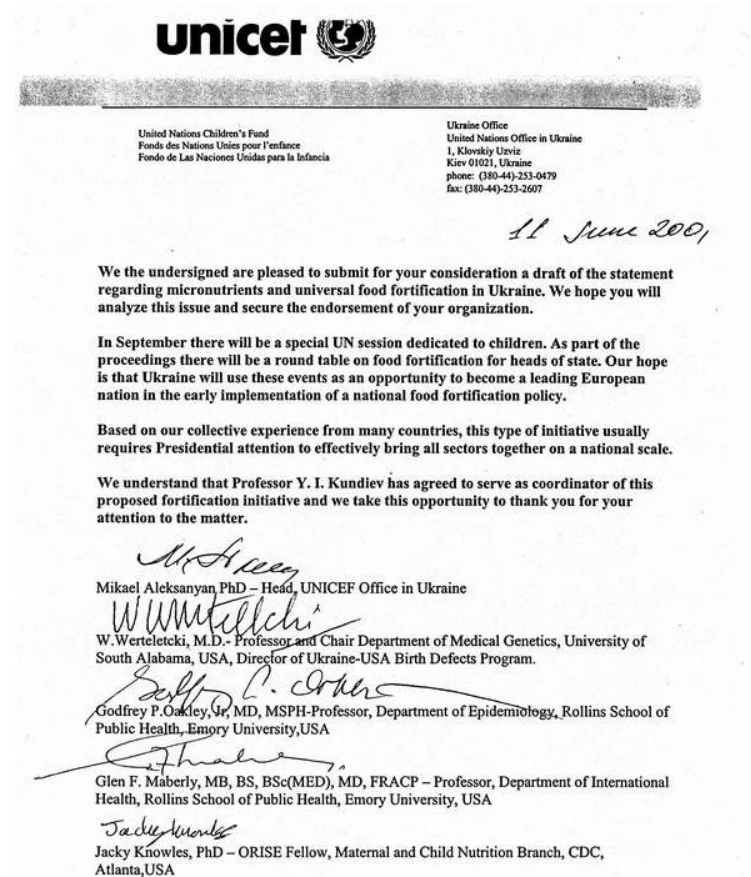 unicef
United Nations Children's Fund
Fonds des Nations Unies pour l'enfance
Fondo de Las Naciones Unidas para la Infancia
Ukraine Office
United Nations Office in Ukraine
1, Klovskiy Uzviz
Kiev 01021, Ukraine
phone: (380-44)-253-0479
fax: (380-44)-253-2607
11 June 2001
We the undersigned are pleased to submit for your consideration a draft of the statement
regarding micronutrients and universal food fortification in Ukraine. We hope you will
analyze this issue and secure the endorsement of your organization.
In September there will be a special UN session dedicated to children. As part of the
proceedings there will be a round table on food fortification for heads of state. Our hope
is that Ukraine will use these events as an opportunity to become a leading European
nation in the early implementation of a national food fortification policy.
Based on our collective experience from many countries, this type of initiative usually
requires Presidential attention to effectively bring all sectors together on a national scale.
We understand that Professor Y. I. Kundiev has agreed to serve as coordinator of this
proposed fortification initiative and we take this opportunity to thank you for your
attention to the matter.
Mikael Aleksanyan PhD – Head, UNICEF Office in Ukraine
W.Werteletcki, M.D.- Professor and Chair Department of Medical Genetics, University of
South Alabama, USA, Director of Ukraine-USA Birth Defects Program.
Godfrey P.Oakley, Jr, MD, MSPH-Professor, Department of Epidemiology, Rollins School of
Public Health, Emory University,USA
Glen F. Maberly, MB, BS, BSc(MED), MD, FRACP – Professor, Department of International
Health, Rollins School of Public Health, Emory University, USA
Jacky Knowles
Jacky Knowles, PhD – ORISE Fellow, Maternal and Child Nutrition Branch, CDC,
Atlanta,USA